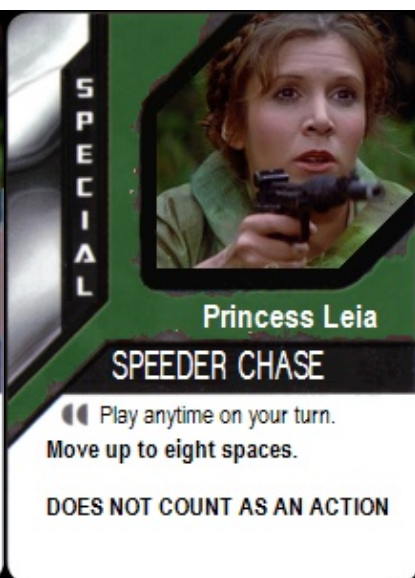 SPECIAL
Princess Leia
SPEEDER CHASE
Play anytime on your turn.
Move up to eight spaces.
DOES NOT COUNT AS AN ACTION